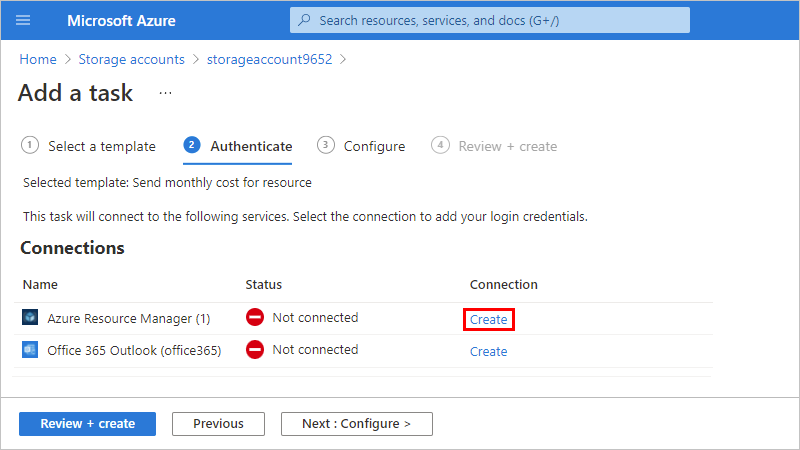 Microsoft Azure
Search resources, services, and docs (G+/)
Home > Storage accounts > storageaccount9652 >
Add a task ...
1 Select a template 2 Authenticate 3 Configure 4 Review + create
Selected template: Send monthly cost for resource
This task will connect to the following services. Select the connection to add your login credentials.
Connections
Name Status Connection
Azure Resource Manager (1) Not connected Create
Office 365 Outlook (office365) Not connected Create
Review + create Previous Next : Configure >